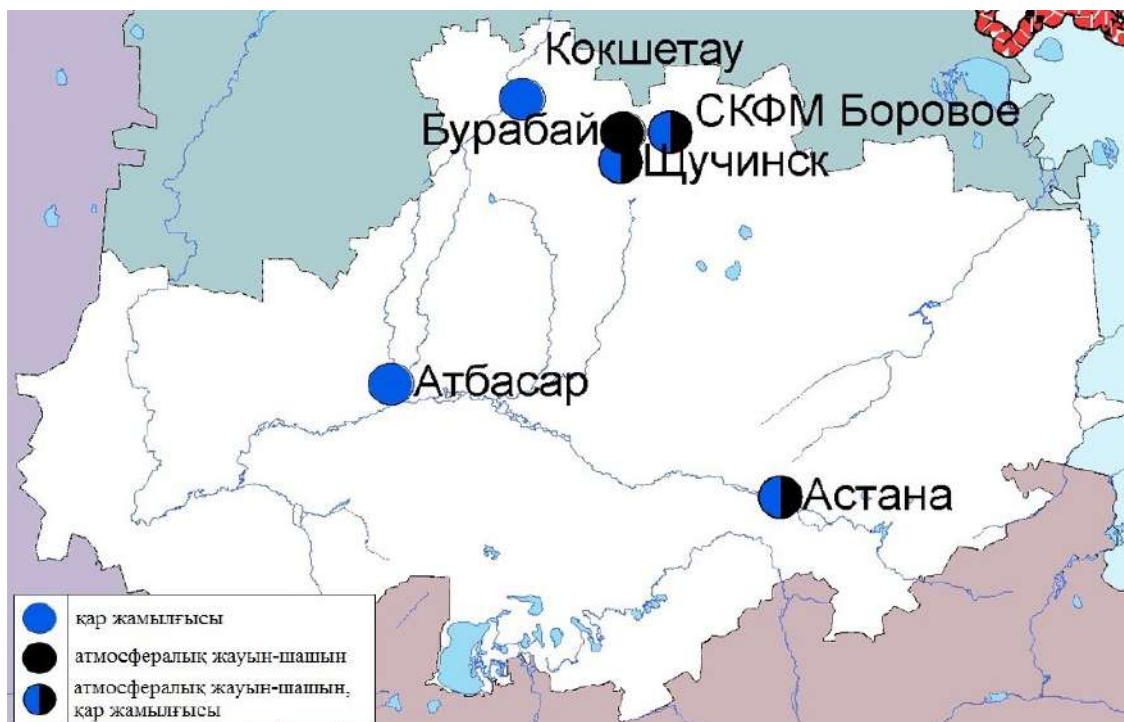 Кокшетау
СКФМ Боровое
Бурабай
Щучинск
Атбасар
Астана
қар жамылғысы
атмосфералық жауын-шашын
атмосфералық жауын-шашын,
қар жамылғысы